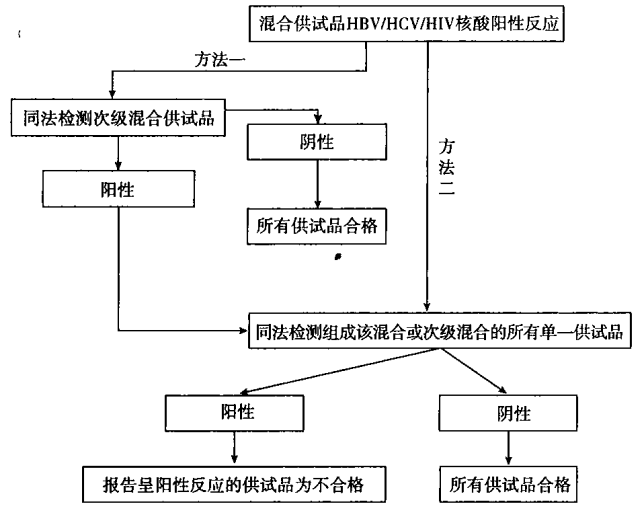 混合供试品HBV/HCV/HIV核酸阳性反应
方法一
同法检测次级混合供试品
阴性
方法二
阳性
所有供试品合格
同法检测组成该混合或次级混合的所有单一供试品
阳性
阴性
报告呈阳性反应的供试品为不合格
所有供试品合格